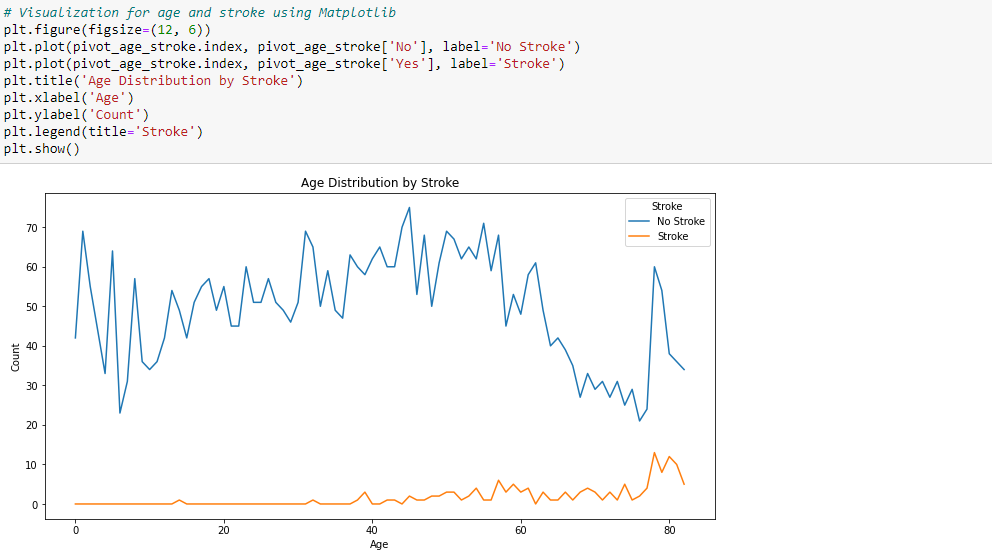 # Visualization for age and stroke using Matplotlib
plt.figure(figsize=(12, 6))
plt.plot(pivot_age_stroke.index, pivot_age_stroke['No'], label='No Stroke')
plt.plot(pivot_age_stroke.index, pivot_age_stroke['Yes'], label='Stroke')
plt.title('Age Distribution by Stroke')
plt.xlabel('Age')
plt.ylabel('Count')
plt.legend(title='Stroke')
plt.show()
Age Distribution by Stroke
Stroke
No Stroke
Stroke
70
60
50
40
30
20
10
0
Count
0 20 40 60 80
Age